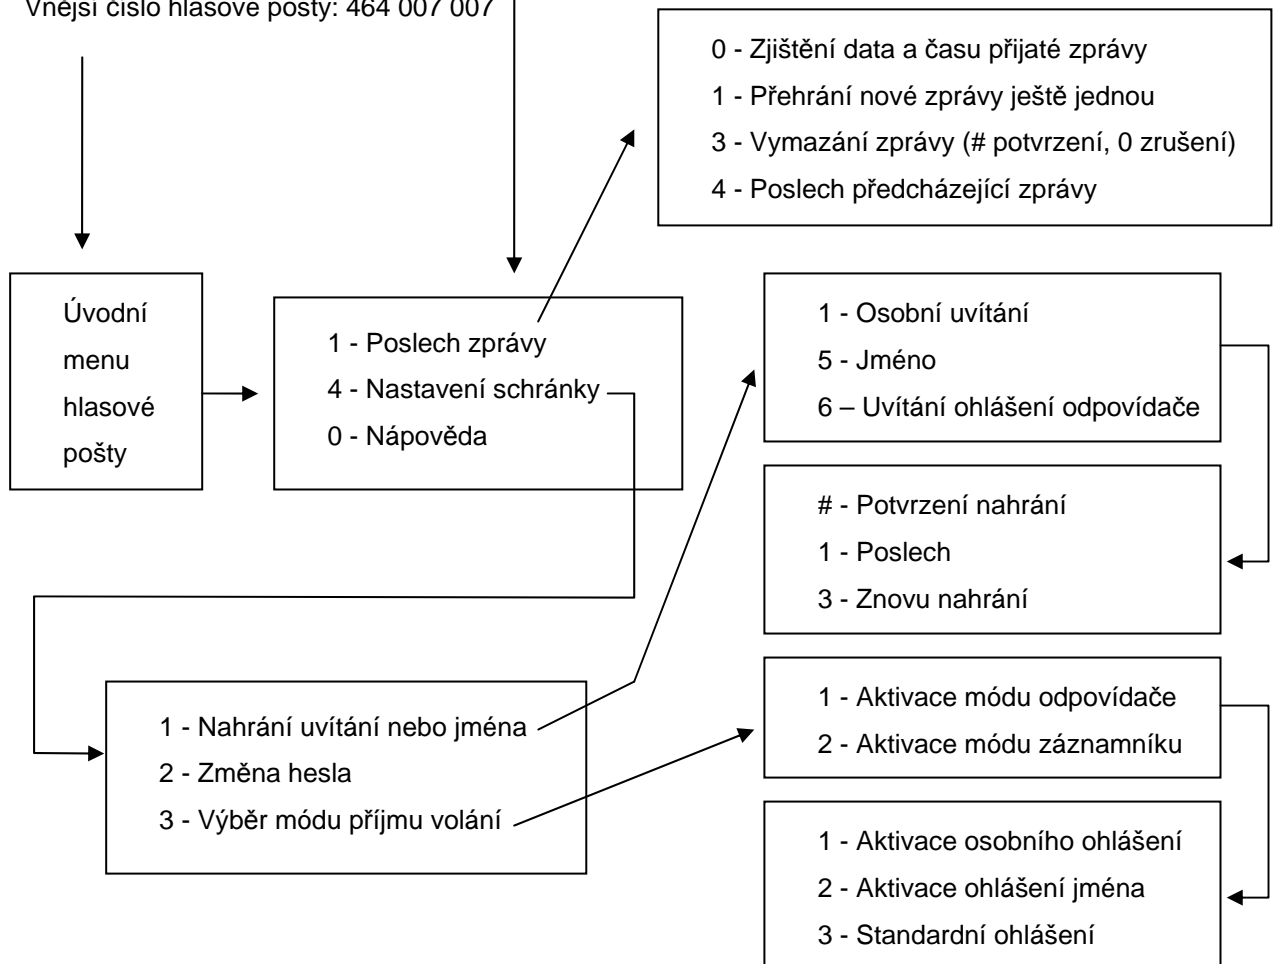 Vnější číslo hlasové pošty: 464 007 007
0 - Zjištění data a času přijaté zprávy
1 - Přehrání nové zprávy ještě jednou
3 - Vymazání zprávy (# potvrzení, 0 zrušení)
4 - Poslech předcházející zprávy
Úvodní
menu
hlasové
pošty
1 - Poslech zprávy
4 - Nastavení schránky
0 - Nápověda
1 - Osobní uvítání
5 - Jméno
6 – Uvítání ohlášení odpovídače
# - Potvrzení nahrání
1 - Poslech
3 - Znovu nahrání
1 - Nahrání uvítání nebo jména
2 - Změna hesla
3 - Výběr módu příjmu volání
1 - Aktivace módu odpovídače
2 - Aktivace módu záznamníku
1 - Aktivace osobního ohlášení
2 - Aktivace ohlášení jména
3 - Standardní ohlášení